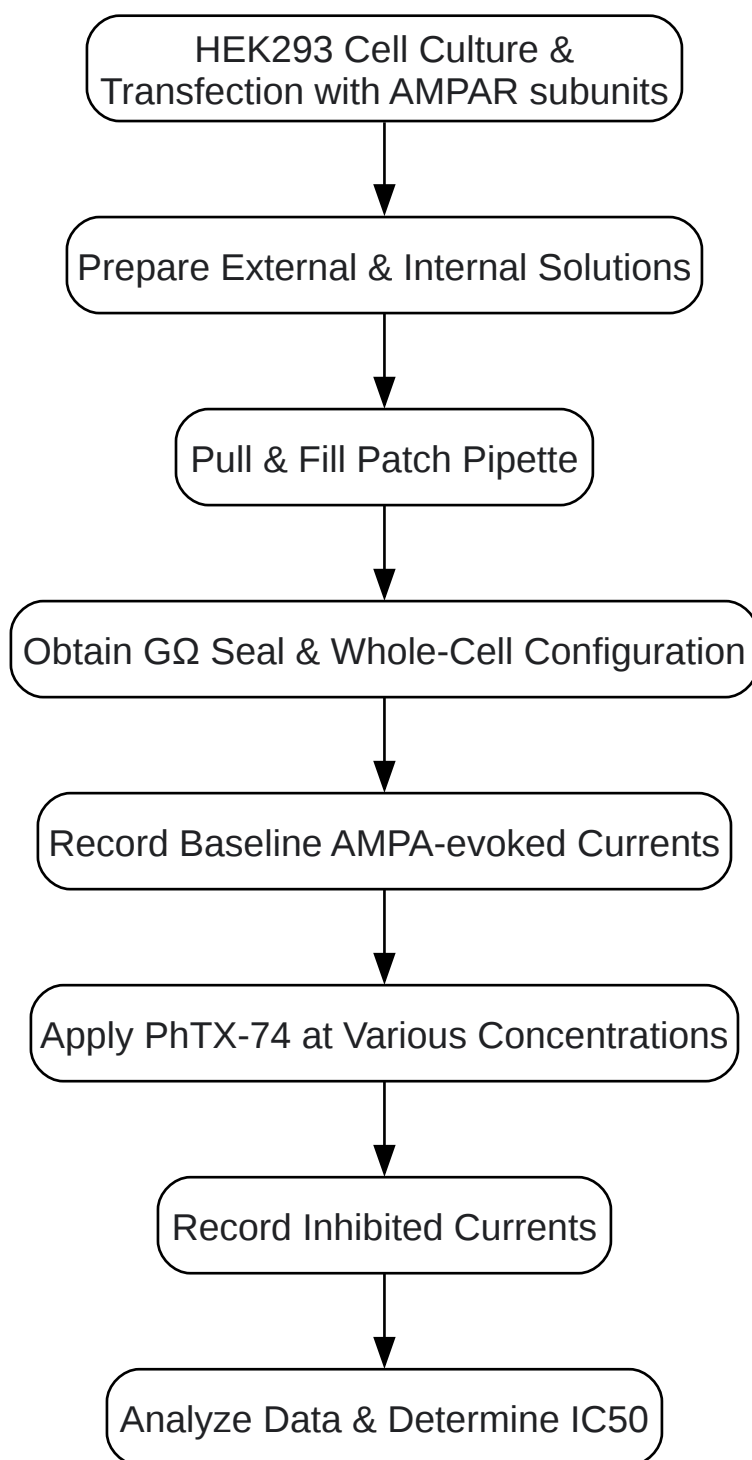 HEK293 Cell Culture &
Transfection with AMPAR subunits
Prepare External & Internal Solutions
Pull & Fill Patch Pipette
Obtain GΩ Seal & Whole-Cell Configuration
Record Baseline AMPA-evoked Currents
Apply PhTX-74 at Various Concentrations
Record Inhibited Currents
Analyze Data & Determine IC50